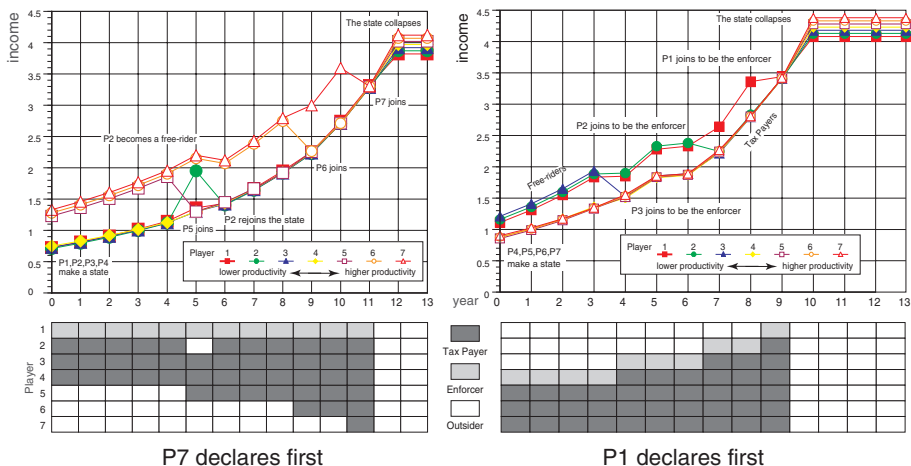 income
4.5
4
3.5
3
2.5
2
1.5
1
0.5
0
The state collapses
P7 joins
P2 becomes a free-rider
P6 joins
P2 rejoins the state
P5 joins
P1,P2,P3,P4
make a state
Player 1 2 3 4 5 6 7
lower productivity higher productivity
0 1 2 3 4 5 6 7 8 9 10 11 12 13
year
income
4.5
4
3.5
3
2.5
2
1.5
1
0.5
0
The state collapses
P1 joins to be the enforcer
P2 joins to be the enforcer
Tax Payers
Free-riders
P3 joins to be the enforcer
P4,P5,P6,P7
make a state
Player 1 2 3 4 5 6 7
lower productivity higher productivity
0 1 2 3 4 5 6 7 8 9 10 11 12 13
Player
1
2
3
4
5
6
7
Tax Payer
Enforcer
Outsider
P7 declares first
P1 declares first